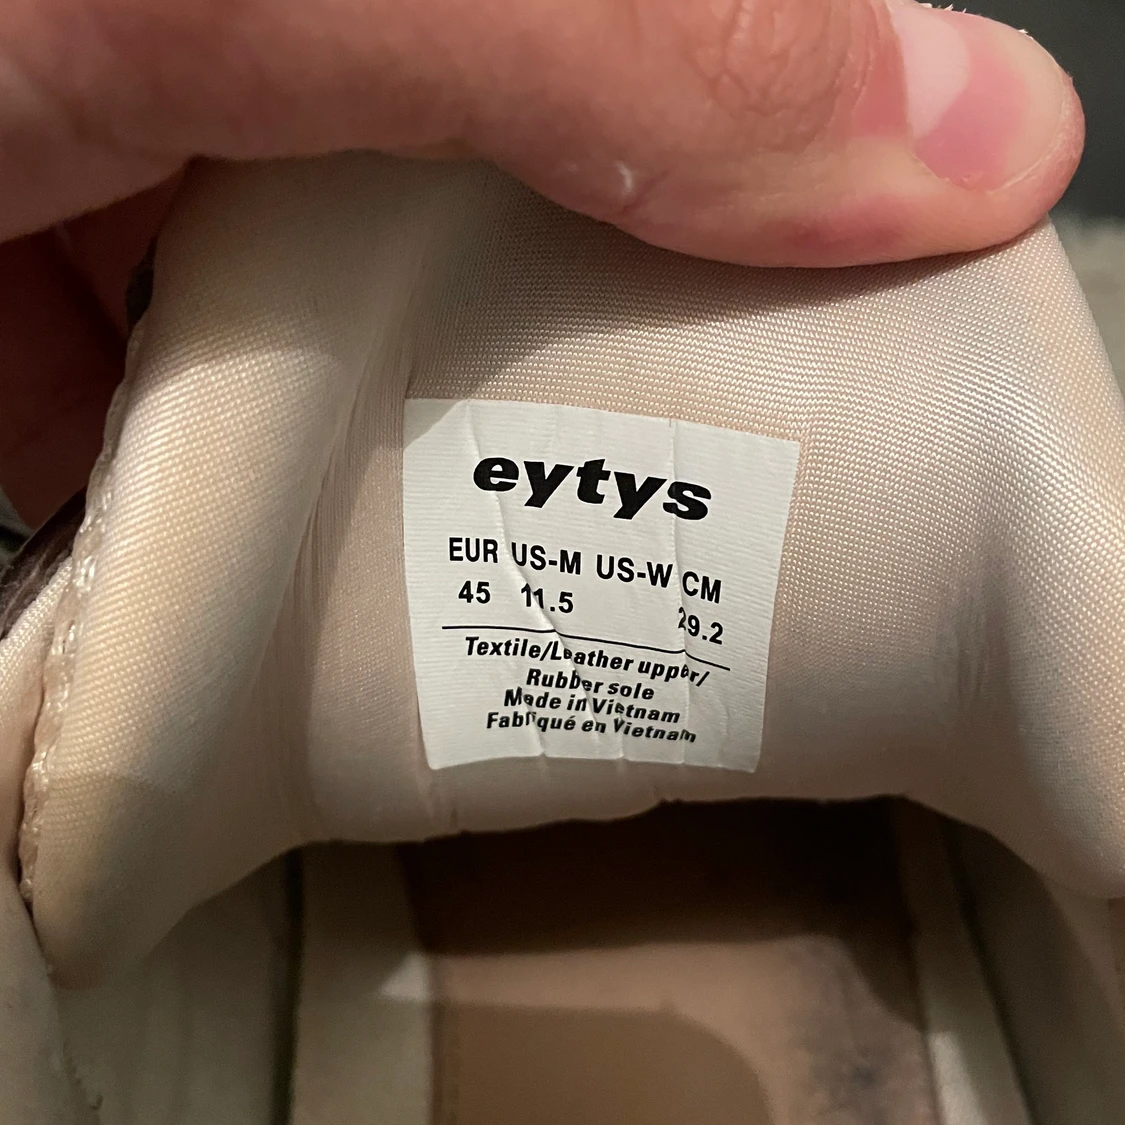 eytys
EUR US-M US-W CM
45 11.5 29.2
Textile/Leather upper/
Rubber sole
Made in Vietnam
Fabriqué en Vietnam